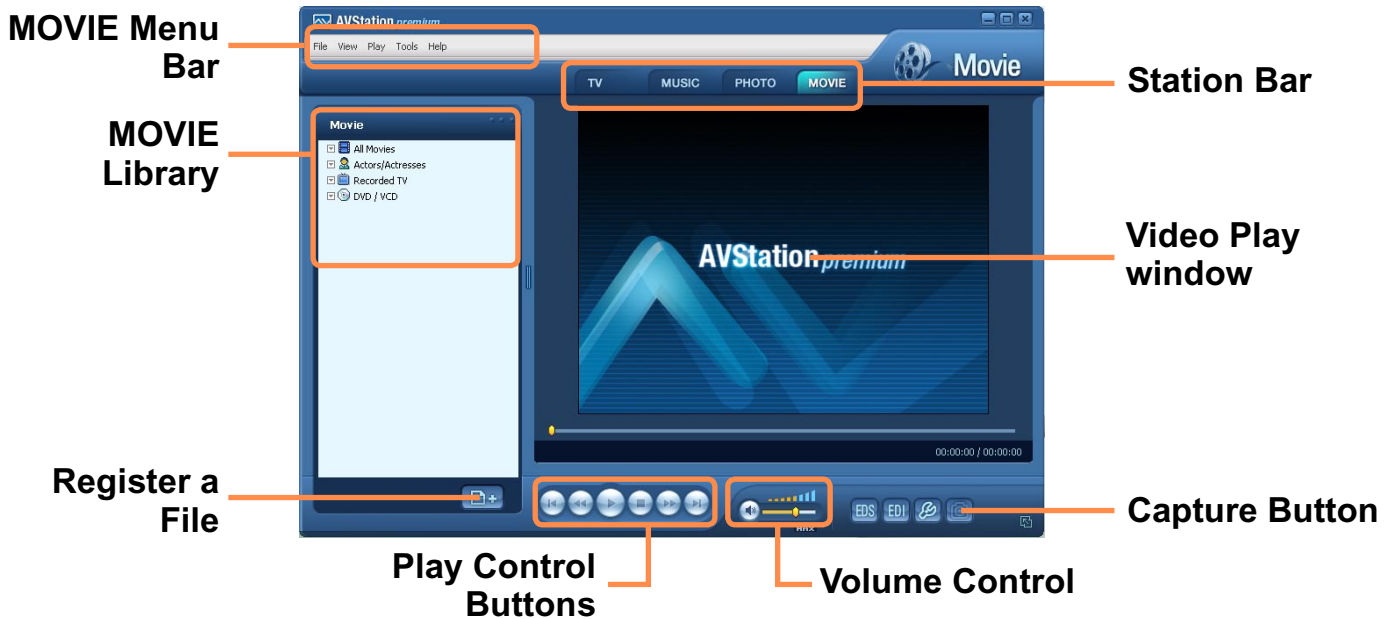 MOVIE Menu
Bar
MOVIE
Library
Register a
File
AVStation premium
File View Play Tools Help
Movie
TV MUSIC PHOTO MOVIE
Movie
All Movies
Actors/Actresses
Recorded TV
DVD / VCD
AVStation premium
00:00:00 / 00:00:00
EDS EDI
Station Bar
Video Play
window
Capture Button
Play Control
Buttons
Volume Control